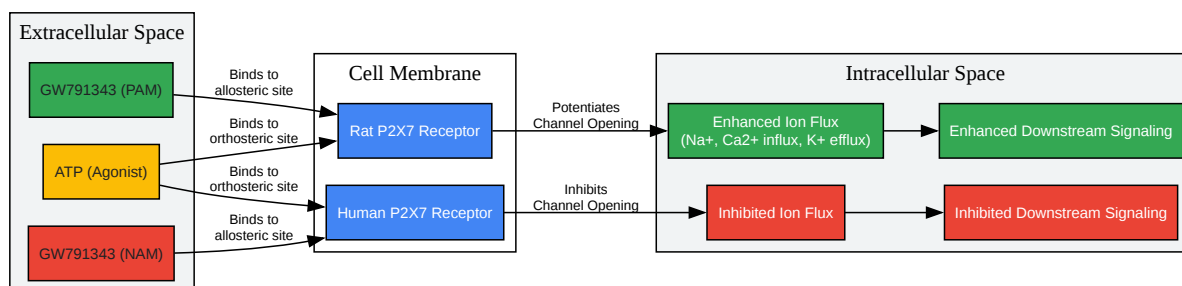 Extracellular Space
GW791343 (PAM)
ATP (Agonist)
GW791343 (NAM)
Binds to
allosteric site
Binds to
orthosteric site
Binds to
orthosteric site
Binds to
allosteric site
Cell Membrane
Rat P2X7 Receptor
Human P2X7 Receptor
Potentiates
Channel Opening
Inhibits
Channel Opening
Intracellular Space
Enhanced Ion Flux
(Na+, Ca2+ influx, K+ efflux)
Enhanced Downstream Signaling
Inhibited Ion Flux
Inhibited Downstream Signaling